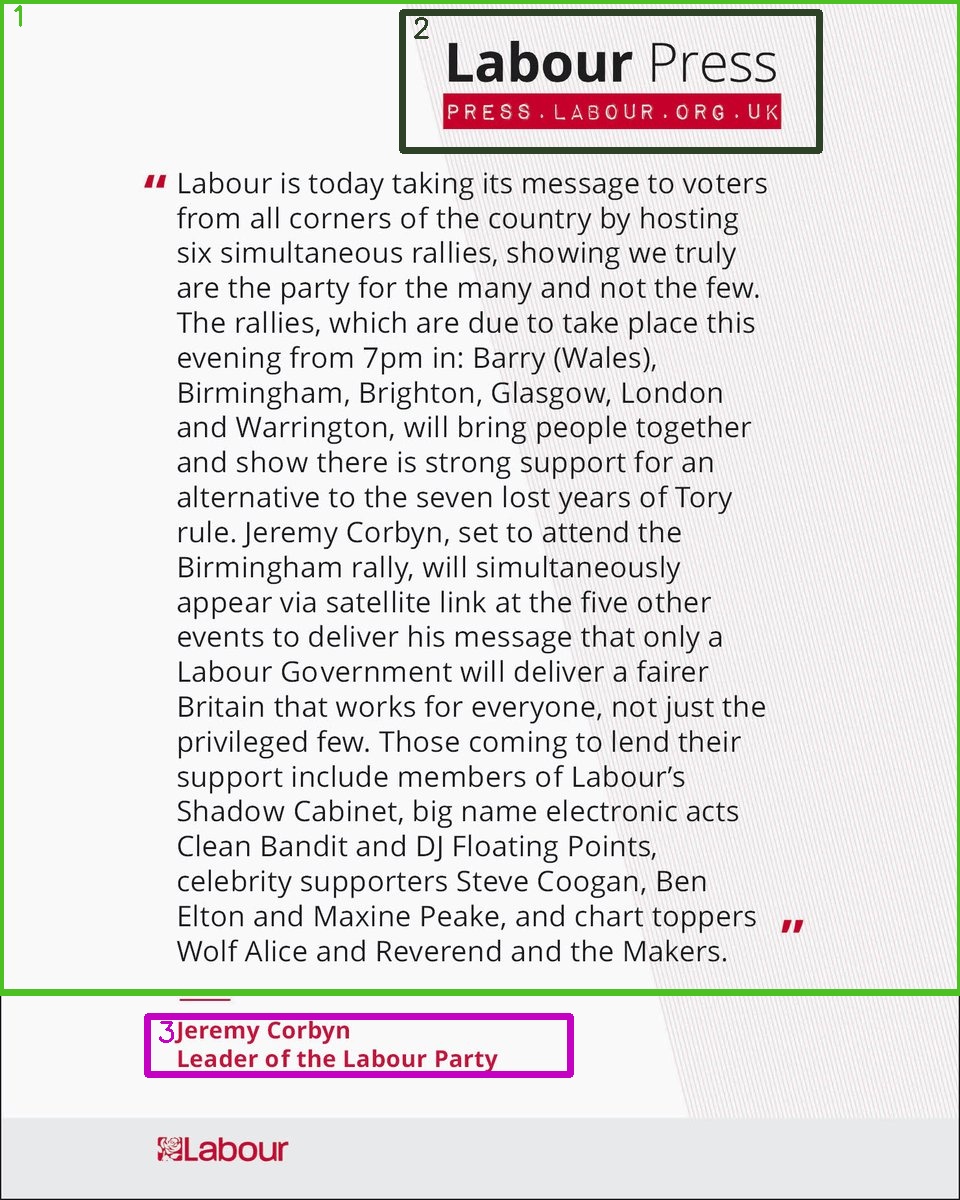 Labour Press
PRESS.LABOUR.ORG.UK
“ Labour is today taking its message to voters
from all corners of the country by hosting
six simultaneous rallies, showing we truly
are the party for the many and not the few.
The rallies, which are due to take place this
evening from 7pm in: Barry (Wales),
Birmingham, Brighton, Glasgow, London
and Warrington, will bring people together
and show there is strong support for an
alternative to the seven lost years of Tory
rule. Jeremy Corbyn, set to attend the
Birmingham rally, will simultaneously
appear via satellite link at the five other
events to deliver his message that only a
Labour Government will deliver a fairer
Britain that works for everyone, not just the
privileged few. Those coming to lend their
support include members of Labour’s
Shadow Cabinet, big name electronic acts
Clean Bandit and DJ Floating Points,
celebrity supporters Steve Coogan, Ben
Elton and Maxine Peake, and chart toppers
Wolf Alice and Reverend and the Makers. ”
Jeremy Corbyn
Leader of the Labour Party
Labour
1
2
3